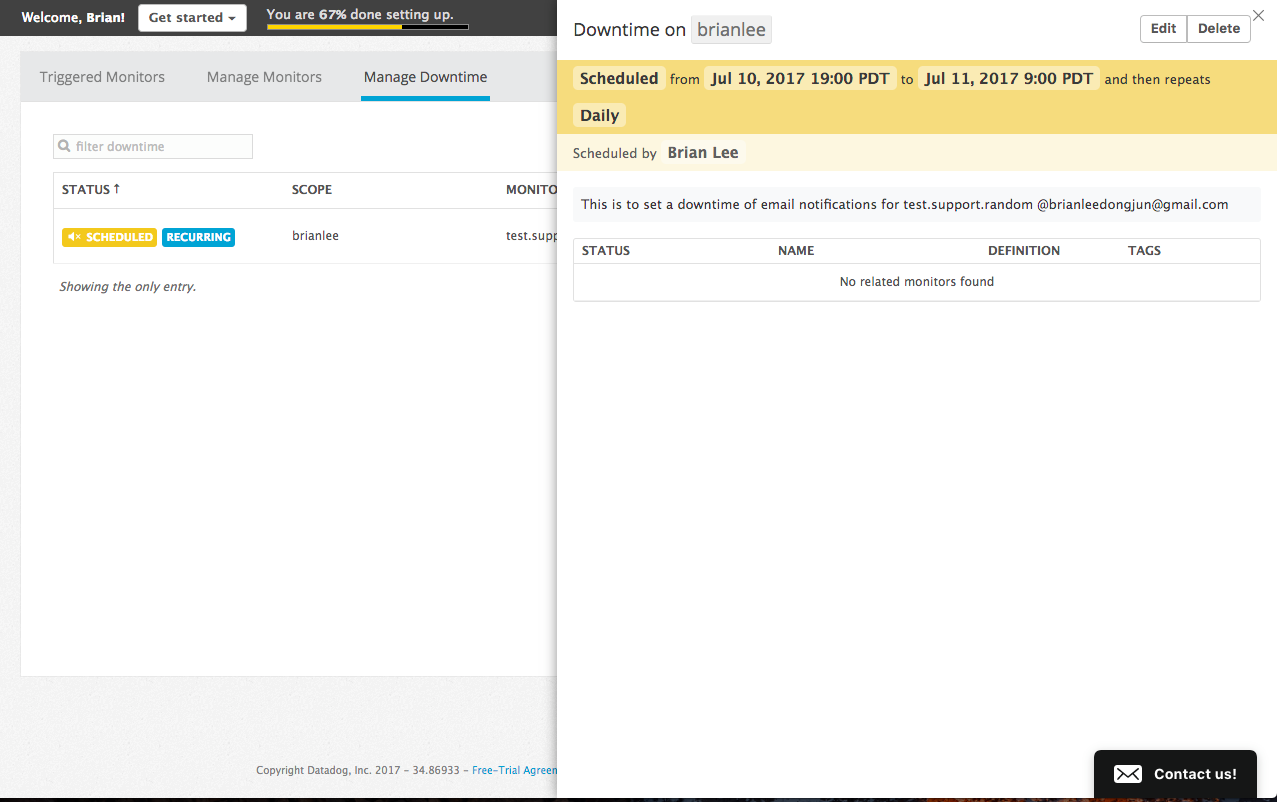 Welcome, Brian!
Get started
You are 67% done setting up.
Triggered Monitors
Manage Monitors
Manage Downtime
filter downtime
STATUS ↑ SCOPE MONITO
SCHEDULED RECURRING brianlee test.supp
Showing the only entry.
Copyright Datadog, Inc. 2017 - 34.86933 - Free-Trial Agreen
Downtime on brianlee
Edit Delete
Scheduled from Jul 10, 2017 19:00 PDT to Jul 11, 2017 9:00 PDT and then repeats
Daily
Scheduled by Brian Lee
This is to set a downtime of email notifications for test.support.random @brianleedongjun@gmail.com
STATUS NAME DEFINITION TAGS
No related monitors found
Contact us!